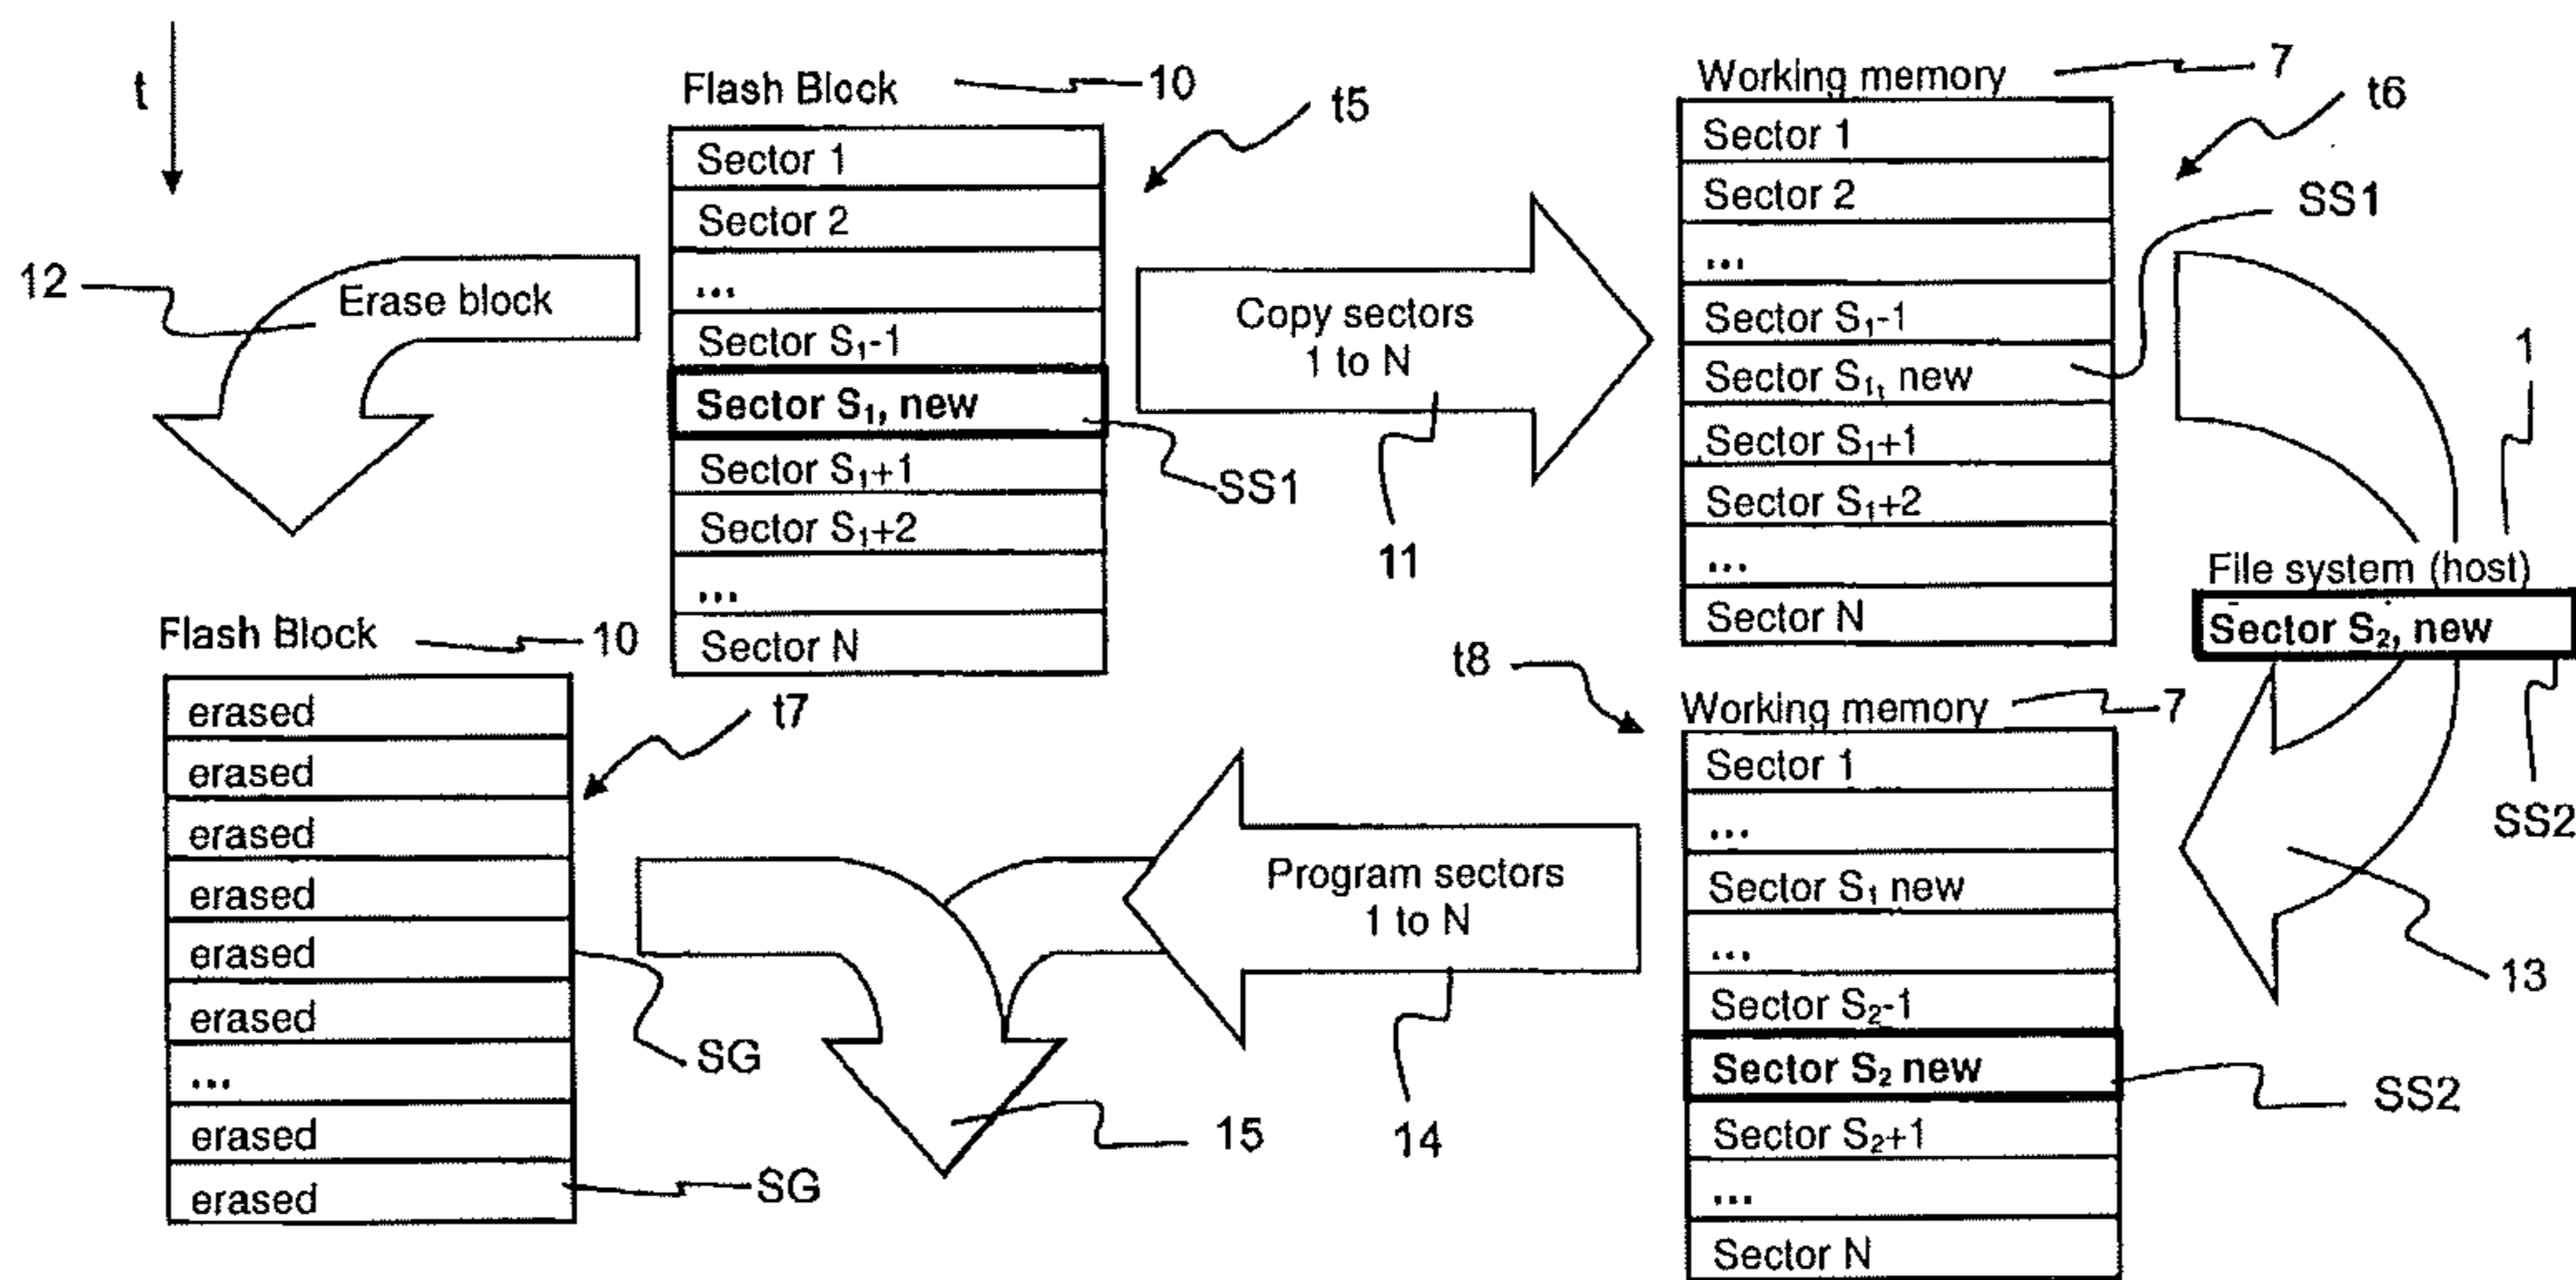 t
12
Erase block
Flash Block
10
t5
Sector 1
Sector 2
...
Sector S₁-1
Sector S₁, new
Sector S₁+1
Sector S₁+2
...
Sector N
SS1
Copy sectors
1 to N
11
Working memory
7
t6
SS1
Sector 1
Sector 2
...
Sector S₁-1
Sector S₁, new
Sector S₁+1
Sector S₁+2
...
Sector N
1
File system (host)
Sector S₂, new
SS2
13
Flash Block
10
t7
erased
erased
erased
erased
erased
erased
...
erased
erased
SG
SG
15
Program sectors
1 to N
14
t8
Working memory
7
Sector 1
...
Sector S₁ new
...
Sector S₂-1
Sector S₂ new
Sector S₂+1
...
Sector N
SS2